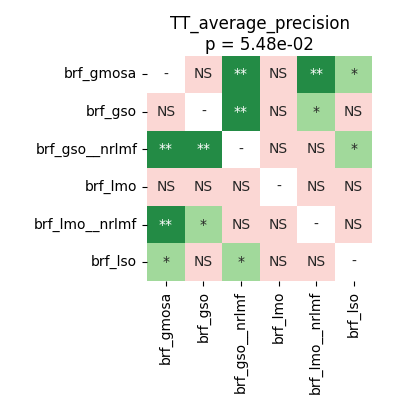 TT_average_precision
p = 5.48e-02
brf_gmosa - NS ** NS ** *
brf_gso NS - ** NS * NS
brf_gso__nrlmf ** ** - NS NS *
brf_lmo NS NS NS - NS NS
brf_lmo__nrlmf ** * NS NS - NS
brf_lso * NS * NS NS -
brf_gmosa
brf_gso
brf_gso__nrlmf
brf_lmo
brf_lmo__nrlmf
brf_lso